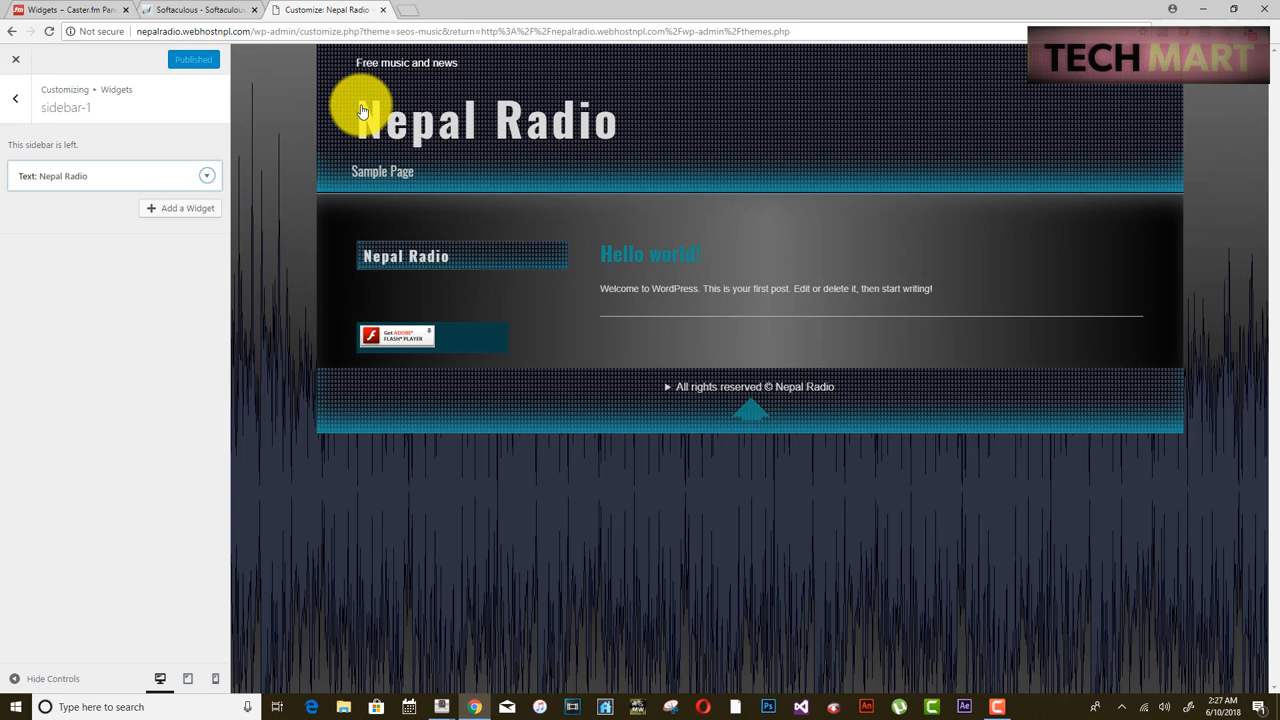 Widgets – Caster.fm Pan
Softaculous - Softaculous
Customize: Nepal Radio –
Not secure
nepalradio.webhostnpl.com/wp-admin/customize.php?theme=seos-music&return=http%3A%2F%2Fnepalradio.webhostnpl.com%2Fwp-admin%2Fthemes.php
TECH MART
Published
Free music and news
Customizing ▸ Widgets
sidebar-1
Nepal Radio
This sidebar is left.
Text: Nepal Radio
Sample Page
Add a Widget
Nepal Radio
Hello world!
Welcome to WordPress. This is your first post. Edit or delete it, then start writing!
Get ADOBE®
FLASH® PLAYER
► All rights reserved © Nepal Radio
Hide Controls
Type here to search
2:27 AM
6/10/2018